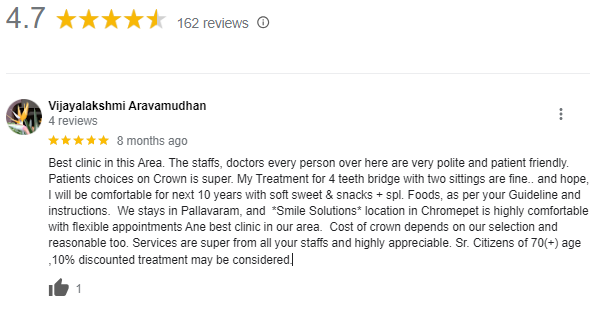 4.7 162 reviews
Vijayalakshmi Aravamudhan
4 reviews
8 months ago
Best clinic in this Area. The staffs, doctors every person over here are very polite and patient friendly.
Patients choices on Crown is super. My Treatment for 4 teeth bridge with two sittings are fine.. and hope,
I will be comfortable for next 10 years with soft sweet & snacks + spl. Foods, as per your Guideline and
instructions.  We stays in Pallavaram, and  *Smile Solutions* location in Chromepet is highly comfortable
with flexible appointments Ane best clinic in our area.  Cost of crown depends on our selection and
reasonable too. Services are super from all your staffs and highly appreciable. Sr. Citizens of 70(+) age
,10% discounted treatment may be considered.
1